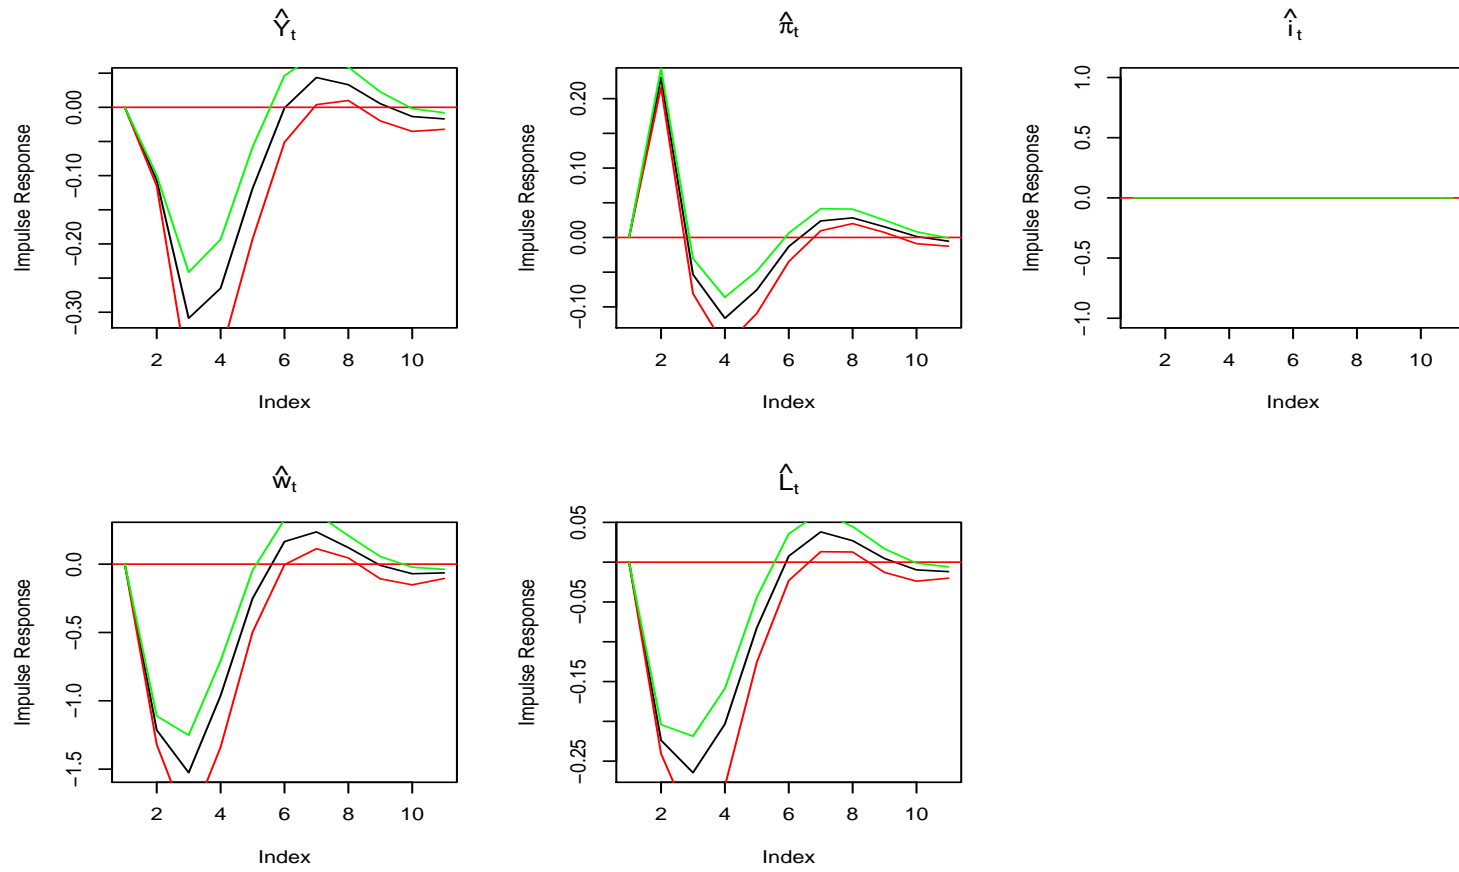 Ŷt
Impulse Response
0.00
−0.10
−0.20
−0.30
2 4 6 8 10
Index
π̂t
Impulse Response
0.20
0.10
0.00
−0.10
2 4 6 8 10
Index
ît
Impulse Response
1.0
0.5
0.0
−0.5
−1.0
2 4 6 8 10
Index
ŵt
Impulse Response
0.0
−0.5
−1.0
−1.5
2 4 6 8 10
Index
L̂t
Impulse Response
0.05
−0.05
−0.15
−0.25
2 4 6 8 10
Index